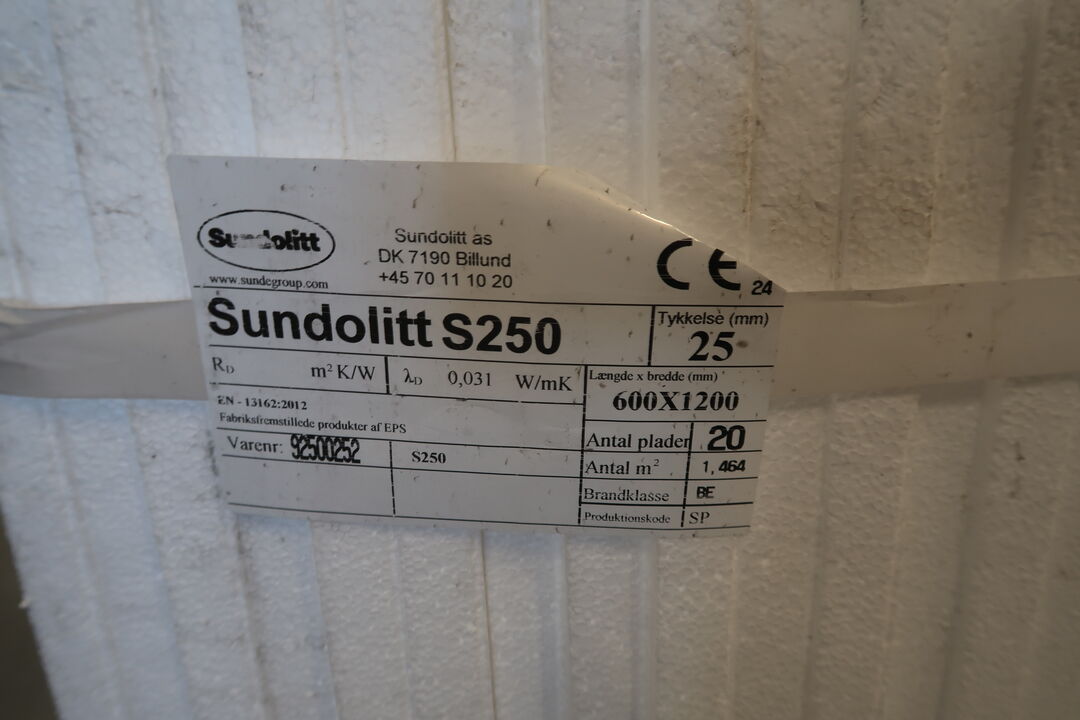 Sundolitt
www.sundegroup.com
Sundolitt as
DK 7190 Billund
+45 70 11 10 20
CE 24
Sundolitt S250
Tykkelse (mm)
25
R_D m² K/W
λ_D 0,031 W/mK
Længde x bredde (mm)
600X1200
EN - 13162:2012
Fabriksfremstillede produkter af EPS
Antal plader 20
Varenr: 92500252
S250
Antal m² 1,464
Brandklasse BE
Produktionskode SP